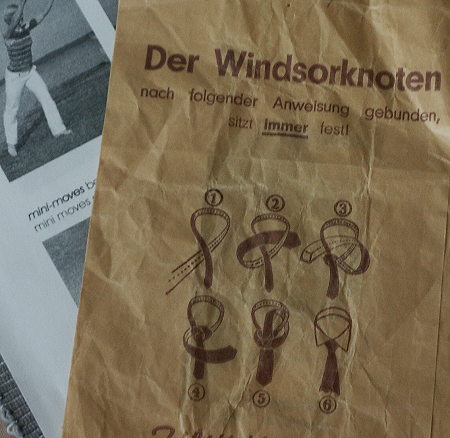 Der Windsorknoten
nach folgender Anweisung gebunden,
sitzt immer fest!
1 2 3
4 5 6
mini-moves
mini moves